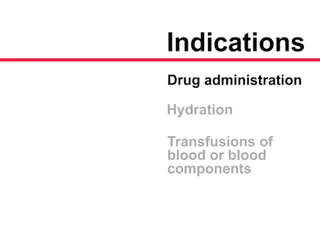 Indications
Drug administration
Hydration
Transfusions of
blood or blood
components